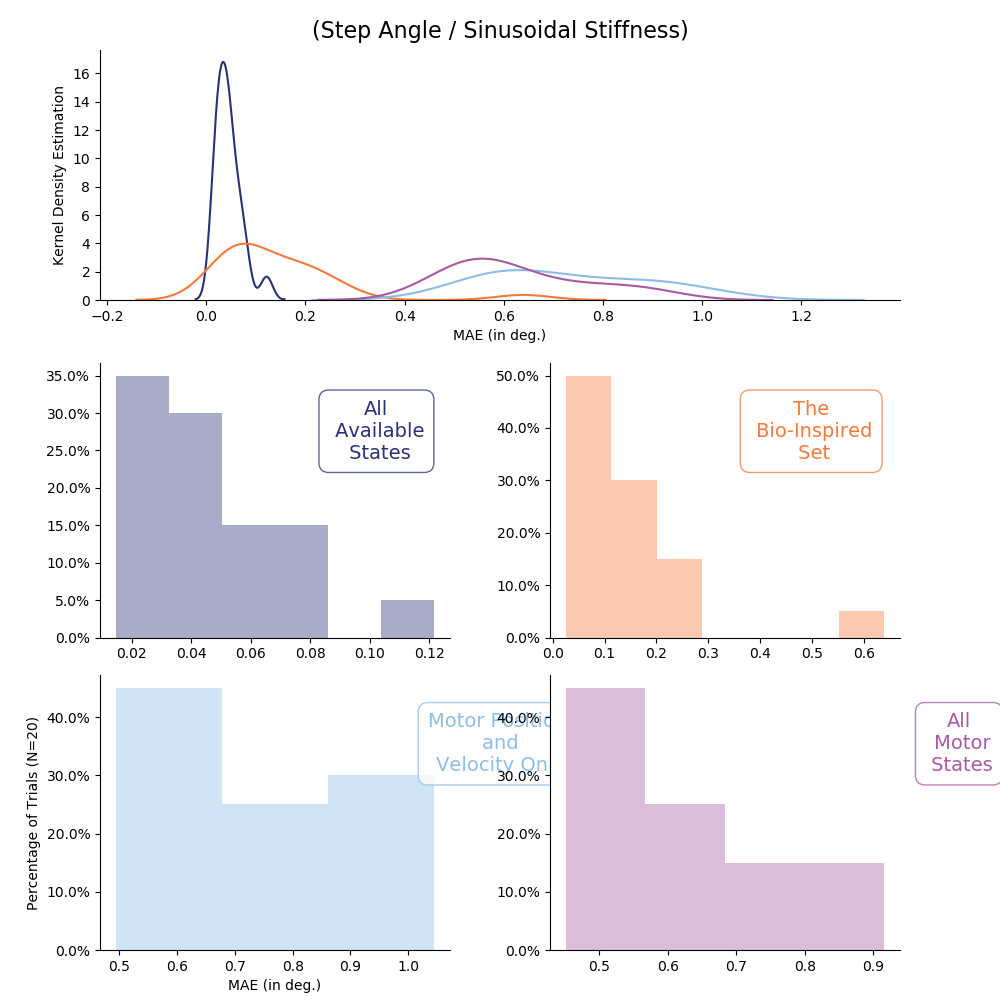 (Step Angle / Sinusoidal Stiffness)
Kernel Density Estimation
16
14
12
10
8
6
4
2
0
−0.2 0.0 0.2 0.4 0.6 0.8 1.0 1.2
MAE (in deg.)
35.0%
30.0%
25.0%
20.0%
15.0%
10.0%
5.0%
0.0%
0.02 0.04 0.06 0.08 0.10 0.12
All
Available
States
50.0%
40.0%
30.0%
20.0%
10.0%
0.0%
0.0 0.1 0.2 0.3 0.4 0.5 0.6
The
Bio-Inspired
Set
Percentage of Trials (N=20)
40.0%
30.0%
20.0%
10.0%
0.0%
0.5 0.6 0.7 0.8 0.9 1.0
MAE (in deg.)
Motor Positio
and
Velocity On
40.0%
30.0%
20.0%
10.0%
0.0%
0.5 0.6 0.7 0.8 0.9
All
Motor
States